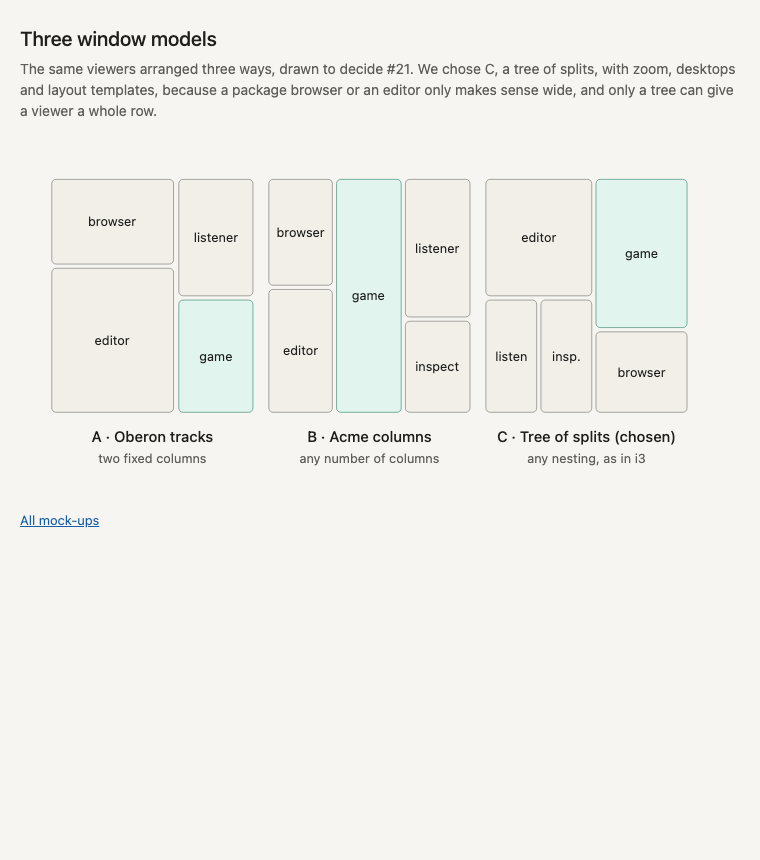 Three window models
The same viewers arranged three ways, drawn to decide #21. We chose C, a tree of splits, with zoom, desktops
and layout templates, because a package browser or an editor only makes sense wide, and only a tree can give
a viewer a whole row.
browser
listener
editor
game
browser
game
listener
editor
inspect
editor
game
listen
insp.
browser
A · Oberon tracks
two fixed columns
B · Acme columns
any number of columns
C · Tree of splits (chosen)
any nesting, as in i3
All mock-ups